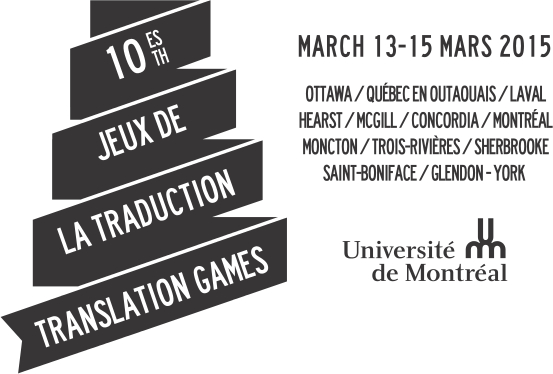 10 ES TH
JEUX DE
LA TRADUCTION
TRANSLATION GAMES
MARCH 13-15 MARS 2015
OTTAWA / QUÉBEC EN OUTAOUAIS / LAVAL
HEARST / MCGILL / CONCORDIA / MONTRÉAL
MONCTON / TROIS-RIVIÈRES / SHERBROOKE
SAINT-BONIFACE / GLENDON - YORK
Université
de Montréal